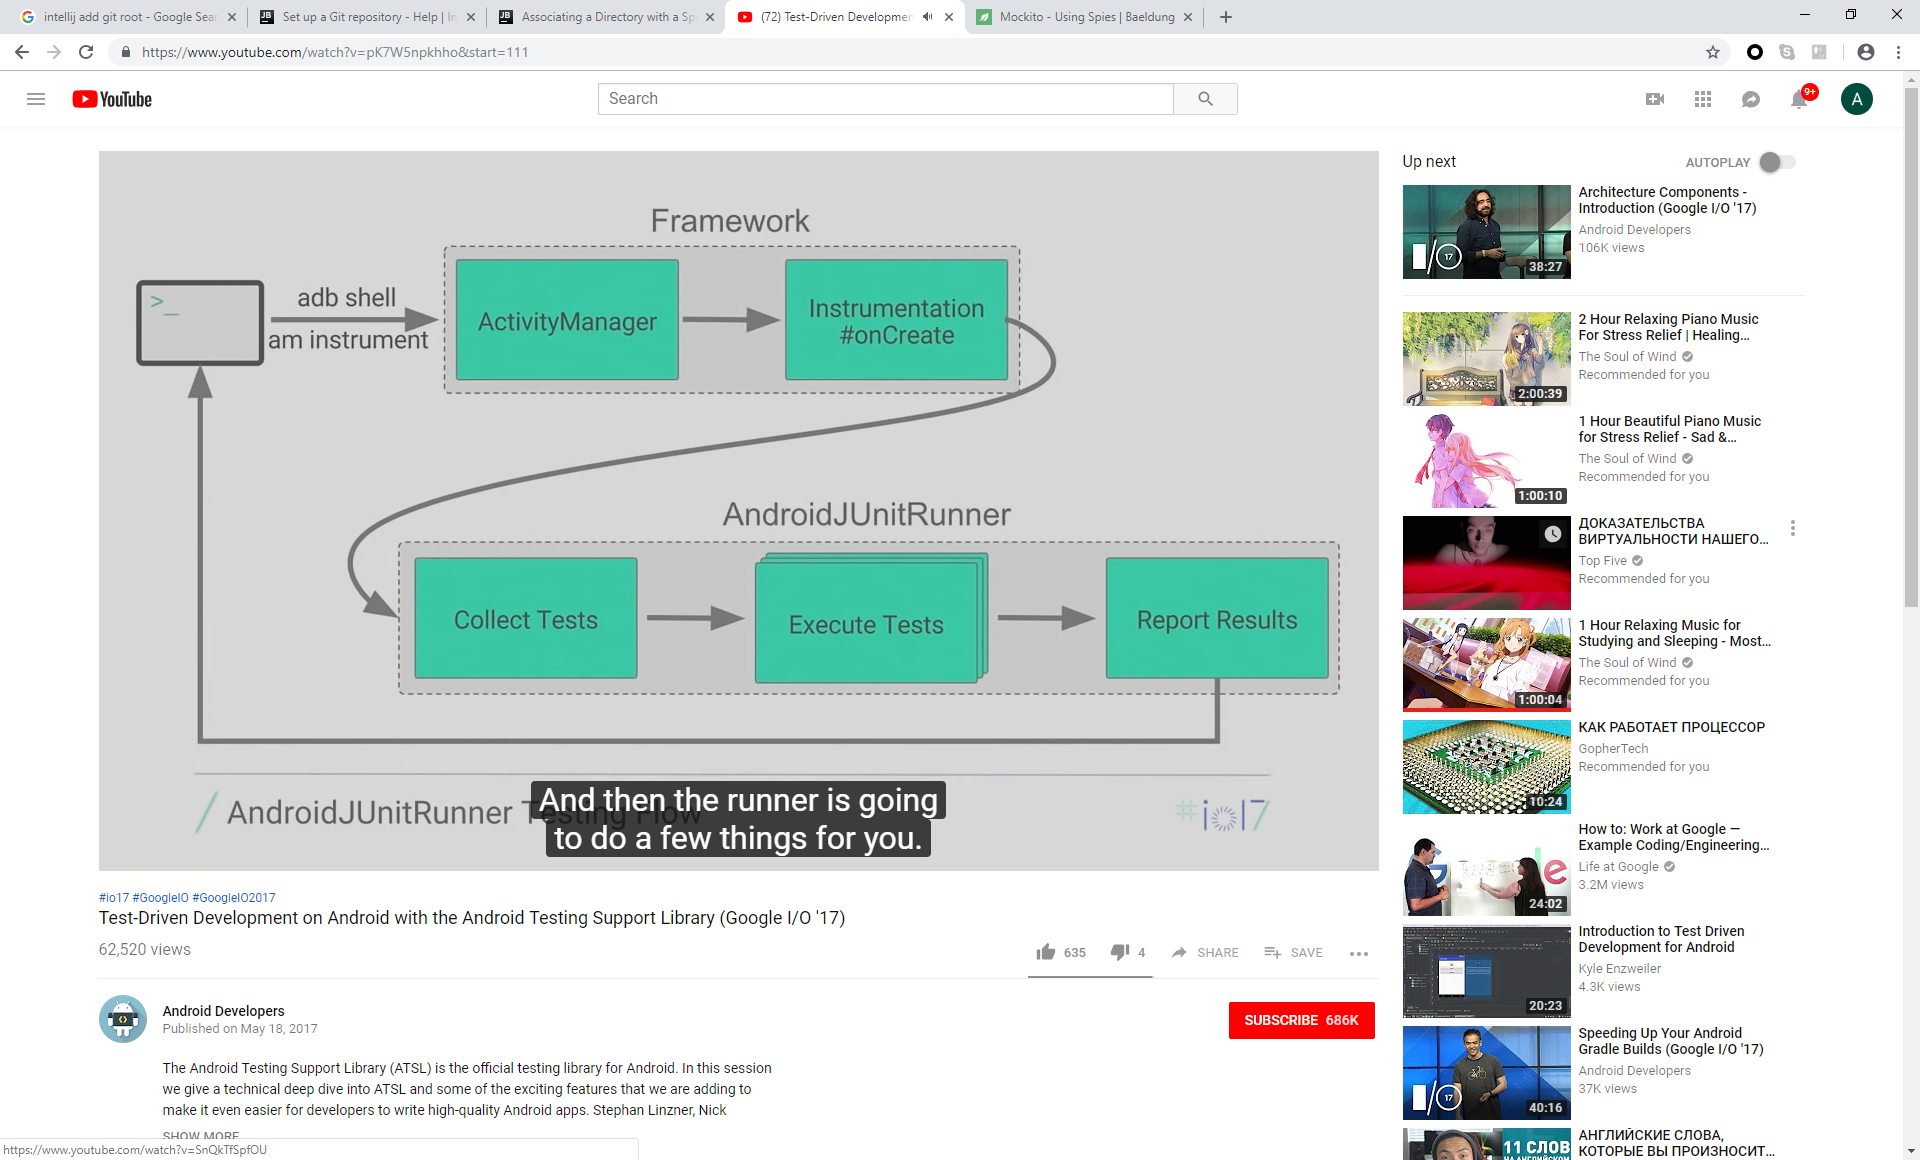 intellij add git root - Google Sear
Set up a Git repository - Help | In
Associating a Directory with a Sp
(72) Test-Driven Developmen
Mockito - Using Spies | Baeldung
https://www.youtube.com/watch?v=pK7W5npkhho&start=111
YouTube
Search
9+
A
Framework
>_
adb shell
am instrument
ActivityManager
Instrumentation
#onCreate
AndroidJUnitRunner
Collect Tests
Execute Tests
Report Results
/ AndroidJUnitRunner Testing Flow
#io17
And then the runner is going
to do a few things for you.
#io17 #GoogleIO #GoogleIO2017
Test-Driven Development on Android with the Android Testing Support Library (Google I/O '17)
62,520 views
635
4
SHARE
SAVE
Android Developers
Published on May 18, 2017
SUBSCRIBE 686K
The Android Testing Support Library (ATSL) is the official testing library for Android. In this session
we give a technical deep dive into ATSL and some of the exciting features that we are adding to
make it even easier for developers to write high-quality Android apps. Stephan Linzner, Nick
SHOW MORE
https://www.youtube.com/watch?v=SnQkTfSpfOU
Up next
AUTOPLAY
17
38:27
Architecture Components -
Introduction (Google I/O '17)
Android Developers
106K views
2:00:39
2 Hour Relaxing Piano Music
For Stress Relief | Healing...
The Soul of Wind
Recommended for you
1:00:10
1 Hour Beautiful Piano Music
for Stress Relief - Sad &...
The Soul of Wind
Recommended for you
ДОКАЗАТЕЛЬСТВА
ВИРТУАЛЬНОСТИ НАШЕГО...
Top Five
Recommended for you
1:00:04
1 Hour Relaxing Music for
Studying and Sleeping - Most...
The Soul of Wind
Recommended for you
10:24
КАК РАБОТАЕТ ПРОЦЕССОР
GopherTech
Recommended for you
24:02
How to: Work at Google —
Example Coding/Engineering...
Life at Google
3.2M views
20:23
Introduction to Test Driven
Development for Android
Kyle Enzweiler
4.3K views
17
40:16
Speeding Up Your Android
Gradle Builds (Google I/O '17)
Android Developers
37K views
11 СЛОВ
АНГЛИЙСКИЕ СЛОВА,
КОТОРЫЕ ВЫ ПРОИЗНОСИТ...